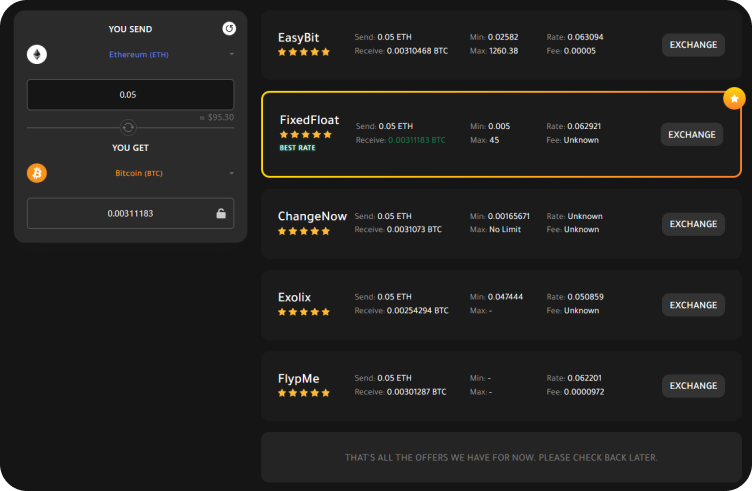 YOU SEND
Ethereum (ETH)
0.05
≈ $95.30
YOU GET
Bitcoin (BTC)
0.00311183
EasyBit
Send: 0.05 ETH
Receive: 0.00310468 BTC
Min: 0.02582
Max: 1260.38
Rate: 0.063094
Fee: 0.00005
EXCHANGE
FixedFloat
BEST RATE
Send: 0.05 ETH
Receive: 0.00311183 BTC
Min: 0.005
Max: 45
Rate: 0.062921
Fee: Unknown
EXCHANGE
ChangeNow
Send: 0.05 ETH
Receive: 0.0031073 BTC
Min: 0.00165671
Max: No Limit
Rate: Unknown
Fee: Unknown
EXCHANGE
Exolix
Send: 0.05 ETH
Receive: 0.00254294 BTC
Min: 0.047444
Max: -
Rate: 0.050859
Fee: Unknown
EXCHANGE
FlypMe
Send: 0.05 ETH
Receive: 0.00301287 BTC
Min: -
Max: -
Rate: 0.062201
Fee: 0.0000972
EXCHANGE
THAT'S ALL THE OFFERS WE HAVE FOR NOW. PLEASE CHECK BACK LATER.